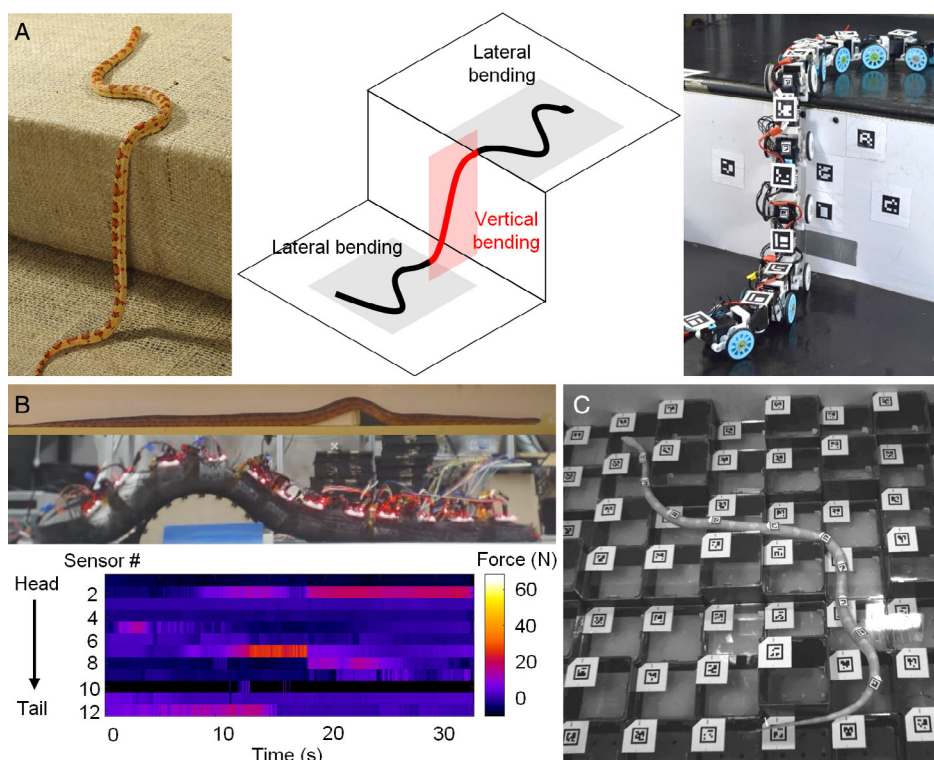 A
Lateral
bending
Vertical
bending
Lateral bending
B
C
Sensor #
Force (N)
Head
Tail
2
4
6
8
10
12
60
40
20
0
0
10
20
30
Time (s)